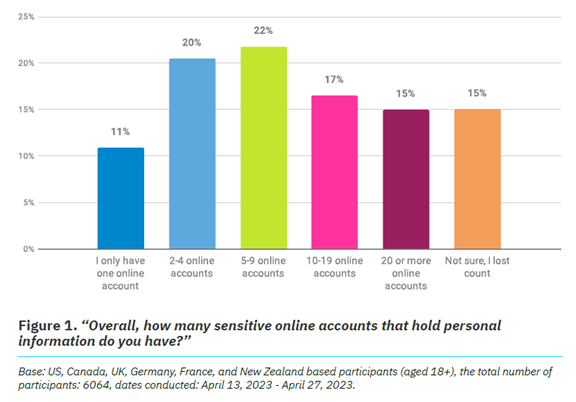 25%
22%
20%
20%
17%
15%
15%
15%
11%
10%
5%
0%
I only have one online account
2-4 online accounts
5-9 online accounts
10-19 online accounts
20 or more online accounts
Not sure, I lost count
Figure 1. “Overall, how many sensitive online accounts that hold personal
information do you have?”
Base: US, Canada, UK, Germany, France, and New Zealand based participants (aged 18+), the total number of
participants: 6064, dates conducted: April 13, 2023 - April 27, 2023.